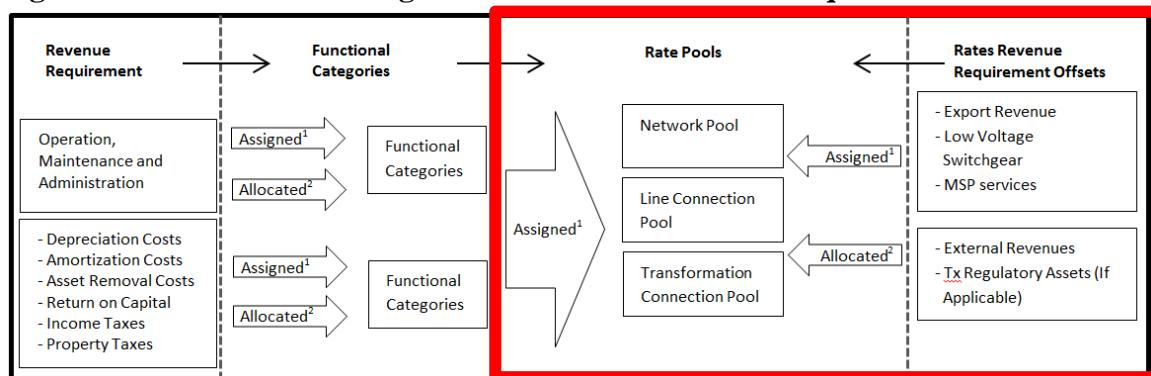 Revenue
Requirement
Functional
Categories
Rate Pools
Rates Revenue
Requirement Offsets
Operation,
Maintenance and
Administration
Assigned¹
Allocated²
Functional
Categories
- Depreciation Costs
- Amortization Costs
- Asset Removal Costs
- Return on Capital
- Income Taxes
- Property Taxes
Assigned¹
Allocated²
Functional
Categories
Assigned¹
Network Pool
Line Connection
Pool
Transformation
Connection Pool
Assigned¹
Allocated²
- Export Revenue
- Low Voltage
Switchgear
- MSP services
- External Revenues
- Tx Regulatory Assets (If
Applicable)